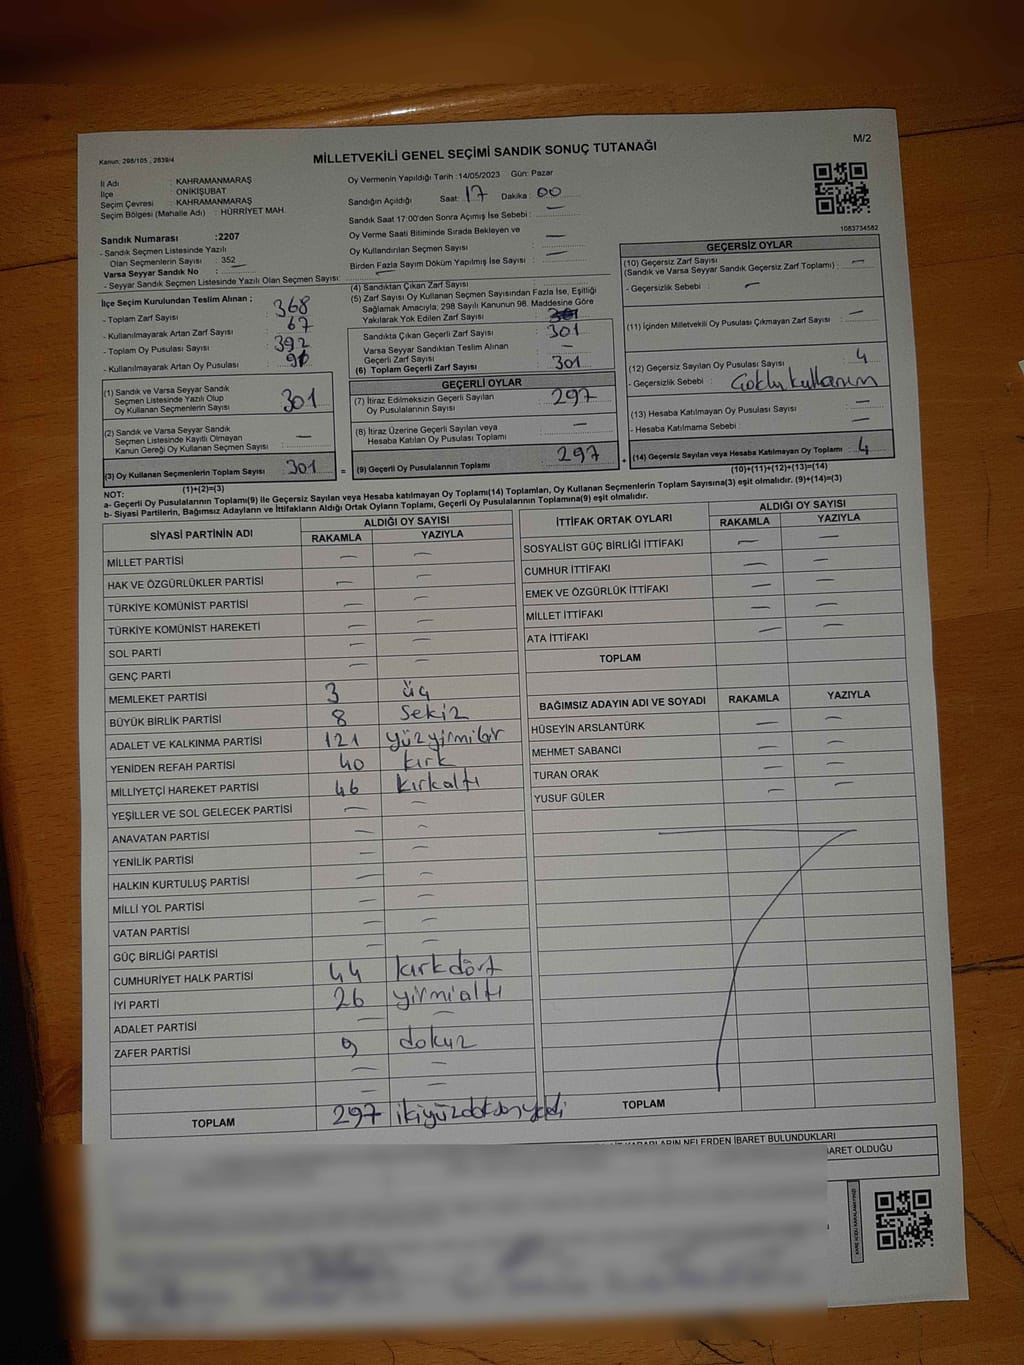 M/2
Kanun: 298/105 , 2839/4
MİLLETVEKİLİ GENEL SEÇİMİ SANDIK SONUÇ TUTANAĞI
İl Adı : KAHRAMANMARAŞ
İlçe : ONİKİŞUBAT
Seçim Çevresi : KAHRAMANMARAŞ
Seçim Bölgesi (Mahalle Adı) : HÜRRİYET MAH.
Oy Vermenin Yapıldığı Tarih :14/05/2023 Gün: Pazar
Sandığın Açıldığı Saat: 17 Dakika : 00
Sandık Saat 17:00'den Sonra Açımış İse Sebebi : —
Oy Verme Saati Bitiminde Sırada Bekleyen ve
Oy Kullandırılan Seçmen Sayısı : —
Birden Fazla Sayım Döküm Yapılmış İse Sayısı : —
1083734582
Sandık Numarası :2207
- Sandık Seçmen Listesinde Yazılı
Olan Seçmenlerin Sayısı : 352
Varsa Seyyar Sandık No : —
- Seyyar Sandık Seçmen Listesinde Yazılı Olan Seçmen Sayısı: —
İlçe Seçim Kurulundan Teslim Alınan ;
- Toplam Zarf Sayısı : 368
- Kullanılmayarak Artan Zarf Sayısı : 67
- Toplam Oy Pusulası Sayısı : 392
- Kullanılmayarak Artan Oy Pusulası :
(4) Sandıktan Çıkan Zarf Sayısı :
(5) Zarf Sayısı Oy Kullanan Seçmen Sayısından Fazla İse, Eşitliği
Sağlamak Amacıyla; 298 Sayılı Kanunun 98. Maddesine Göre
Yakılarak Yok Edilen Zarf Sayısı :
Sandıkta Çıkan Geçerli Zarf Sayısı : 301
Varsa Seyyar Sandıktan Teslim Alınan
Geçerli Zarf Sayısı : —
(6) Toplam Geçerli Zarf Sayısı : 301
GEÇERSİZ OYLAR
(10) Geçersiz Zarf Sayısı : —
(Sandık ve Varsa Seyyar Sandık Geçersiz Zarf Toplamı) :
- Geçersizlik Sebebi : —
(11) İçinden Milletvekili Oy Pusulası Çıkmayan Zarf Sayısı : —
(12) Geçersiz Sayılan Oy Pusulası Sayısı : 4
- Geçersizlik Sebebi : Çoklu kullanım
(13) Hesaba Katılmayan Oy Pusulası Sayısı : —
- Hesaba Katılmama Sebebi : —
(14) Geçersiz Sayılan veya Hesaba Katılmayan Oy Toplamı : 4
(10)+(11)+(12)+(13)=(14)
(1) Sandık ve Varsa Seyyar Sandık
Seçmen Listesinde Yazılı Olup
Oy Kullanan Seçmenlerin Sayısı : 301
(2) Sandık ve Varsa Seyyar Sandık
Seçmen Listesinde Kayıtlı Olmayan
Kanun Gereği Oy Kullanan Seçmen Sayısı : —
(3) Oy Kullanan Seçmenlerin Toplam Sayısı : 301 =
(1)+(2)=(3)
GEÇERLİ OYLAR
(7) İtiraz Edilmeksizin Geçerli Sayılan
Oy Pusulalarının Sayısı : 297
(8) İtiraz Üzerine Geçerli Sayılan veya
Hesaba Katılan Oy Pusulası Toplamı : —
(9) Geçerli Oy Pusulalarının Toplamı : 297 +
NOT:
a- Geçerli Oy Pusulalarının Toplamı(9) ile Geçersiz Sayılan veya Hesaba katılmayan Oy Toplamı(14) Toplamları, Oy Kullanan Seçmenlerin Toplam Sayısına(3) eşit olmalıdır. (9)+(14)=(3)
b- Siyasi Partilerin, Bağımsız Adayların ve İttifakların Aldığı Ortak Oyların Toplamı, Geçerli Oy Pusulalarının Toplamına(9) eşit olmalıdır.
SİYASİ PARTİNİN ADI ALDIĞI OY SAYISI
RAKAMLA YAZIYLA
MİLLET PARTİSİ — —
HAK VE ÖZGÜRLÜKLER PARTİSİ — —
TÜRKİYE KOMÜNİST PARTİSİ — —
TÜRKİYE KOMÜNİST HAREKETİ — —
SOL PARTİ — —
GENÇ PARTİ — —
MEMLEKET PARTİSİ 3 üç
BÜYÜK BİRLİK PARTİSİ 8 Sekiz
ADALET VE KALKINMA PARTİSİ 121 yüzyirmibir
YENİDEN REFAH PARTİSİ 40 kırk
MİLLİYETÇİ HAREKET PARTİSİ 46 kırkaltı
YEŞİLLER VE SOL GELECEK PARTİSİ — —
ANAVATAN PARTİSİ — —
YENİLİK PARTİSİ — —
HALKIN KURTULUŞ PARTİSİ — —
MİLLİ YOL PARTİSİ — —
VATAN PARTİSİ — —
GÜÇ BİRLİĞİ PARTİSİ — —
CUMHURİYET HALK PARTİSİ 44 kırkdört
İYİ PARTİ 26 yirmialtı
ADALET PARTİSİ — —
ZAFER PARTİSİ 9 dokuz
— —
— —
TOPLAM 297 ikiyüzdoksanyedi
İTTİFAK ORTAK OYLARI ALDIĞI OY SAYISI
RAKAMLA YAZIYLA
SOSYALİST GÜÇ BİRLİĞİ İTTİFAKI — —
CUMHUR İTTİFAKI — —
EMEK VE ÖZGÜRLÜK İTTİFAKI — —
MİLLET İTTİFAKI — —
ATA İTTİFAKI — —
TOPLAM
BAĞIMSIZ ADAYIN ADI VE SOYADI RAKAMLA YAZIYLA
HÜSEYİN ARSLANTÜRK — —
MEHMET SABANCI — —
TURAN ORAK — —
YUSUF GÜLER — —
TOPLAM
KARARLARIN NELERDEN İBARET BULUNDUKLARI
İBARET OLDUĞU